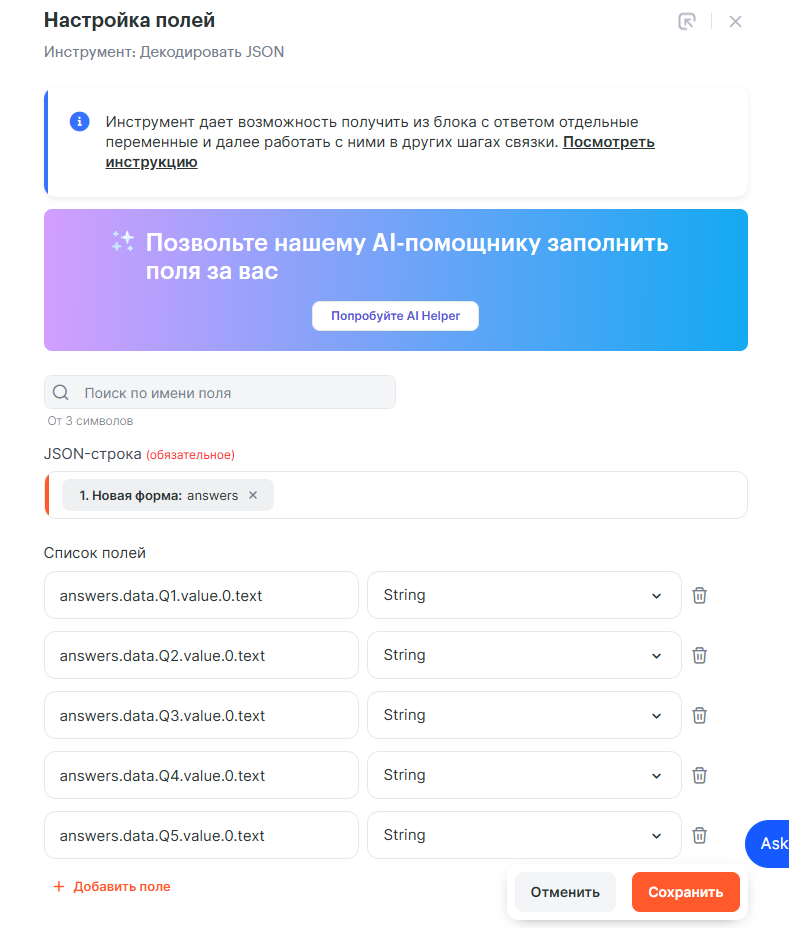 Настройка полей
Инструмент: Декодировать JSON
Инструмент дает возможность получить из блока с ответом отдельные
переменные и далее работать с ними в других шагах связки. Посмотреть
инструкцию
Позвольте нашему AI-помощнику заполнить
поля за вас
Попробуйте AI Helper
Поиск по имени поля
От 3 символов
JSON-строка (обязательное)
1. Новая форма: answers
Список полей
answers.data.Q1.value.0.text String
answers.data.Q2.value.0.text String
answers.data.Q3.value.0.text String
answers.data.Q4.value.0.text String
answers.data.Q5.value.0.text String
Ask
+ Добавить поле
Отменить Сохранить